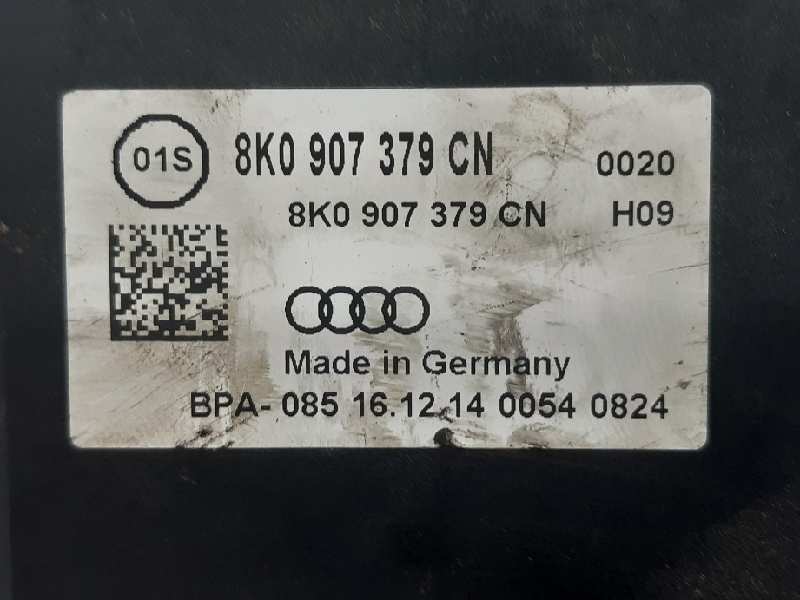 01S 8K0 907 379 CN 0020
8K0 907 379 CN H09
Made in Germany
BPA- 085 16.12.14 0054 0824